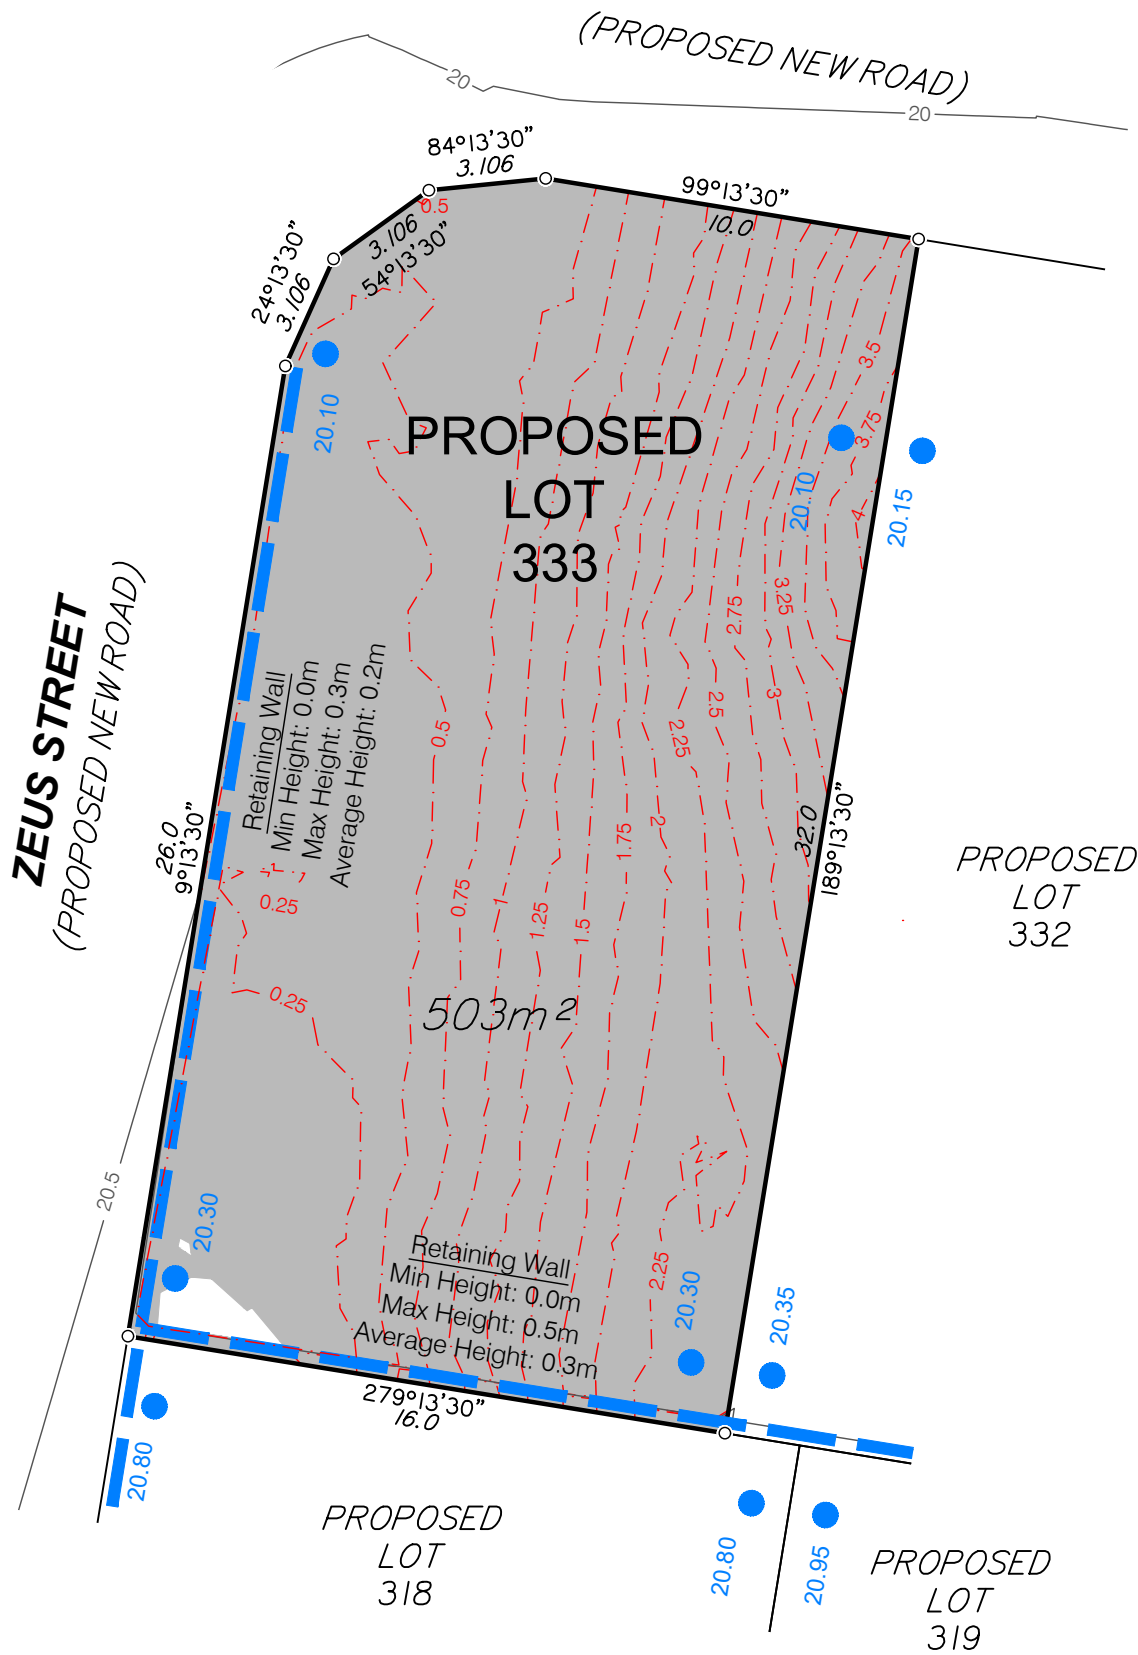 (PROPOSED NEW ROAD)
20
20
84°13'30"
3.106
99°13'30"
10.0
0.5
3.106
54°13'30"
24°13'30"
3.106
20.10
3.5
3.75
4
PROPOSED
LOT
333
20.10
20.15
ZEUS STREET
(PROPOSED NEW ROAD)
26.0
9°13'30"
Retaining Wall
Min Height: 0.0m
Max Height: 0.3m
Average Height: 0.2m
0.5
2.75
3.25
3
2.5
2.25
2
1.75
32.0
189°13'30"
PROPOSED
LOT
332
0.25
0.75
1
1.25
1.5
0.25
503m²
20.5
20.30
Retaining Wall
Min Height: 0.0m
Max Height: 0.5m
Average Height: 0.3m
2.25
20.30
20.35
1
279°13'30"
16.0
20.80
PROPOSED
LOT
318
20.80
20.95
PROPOSED
LOT
319